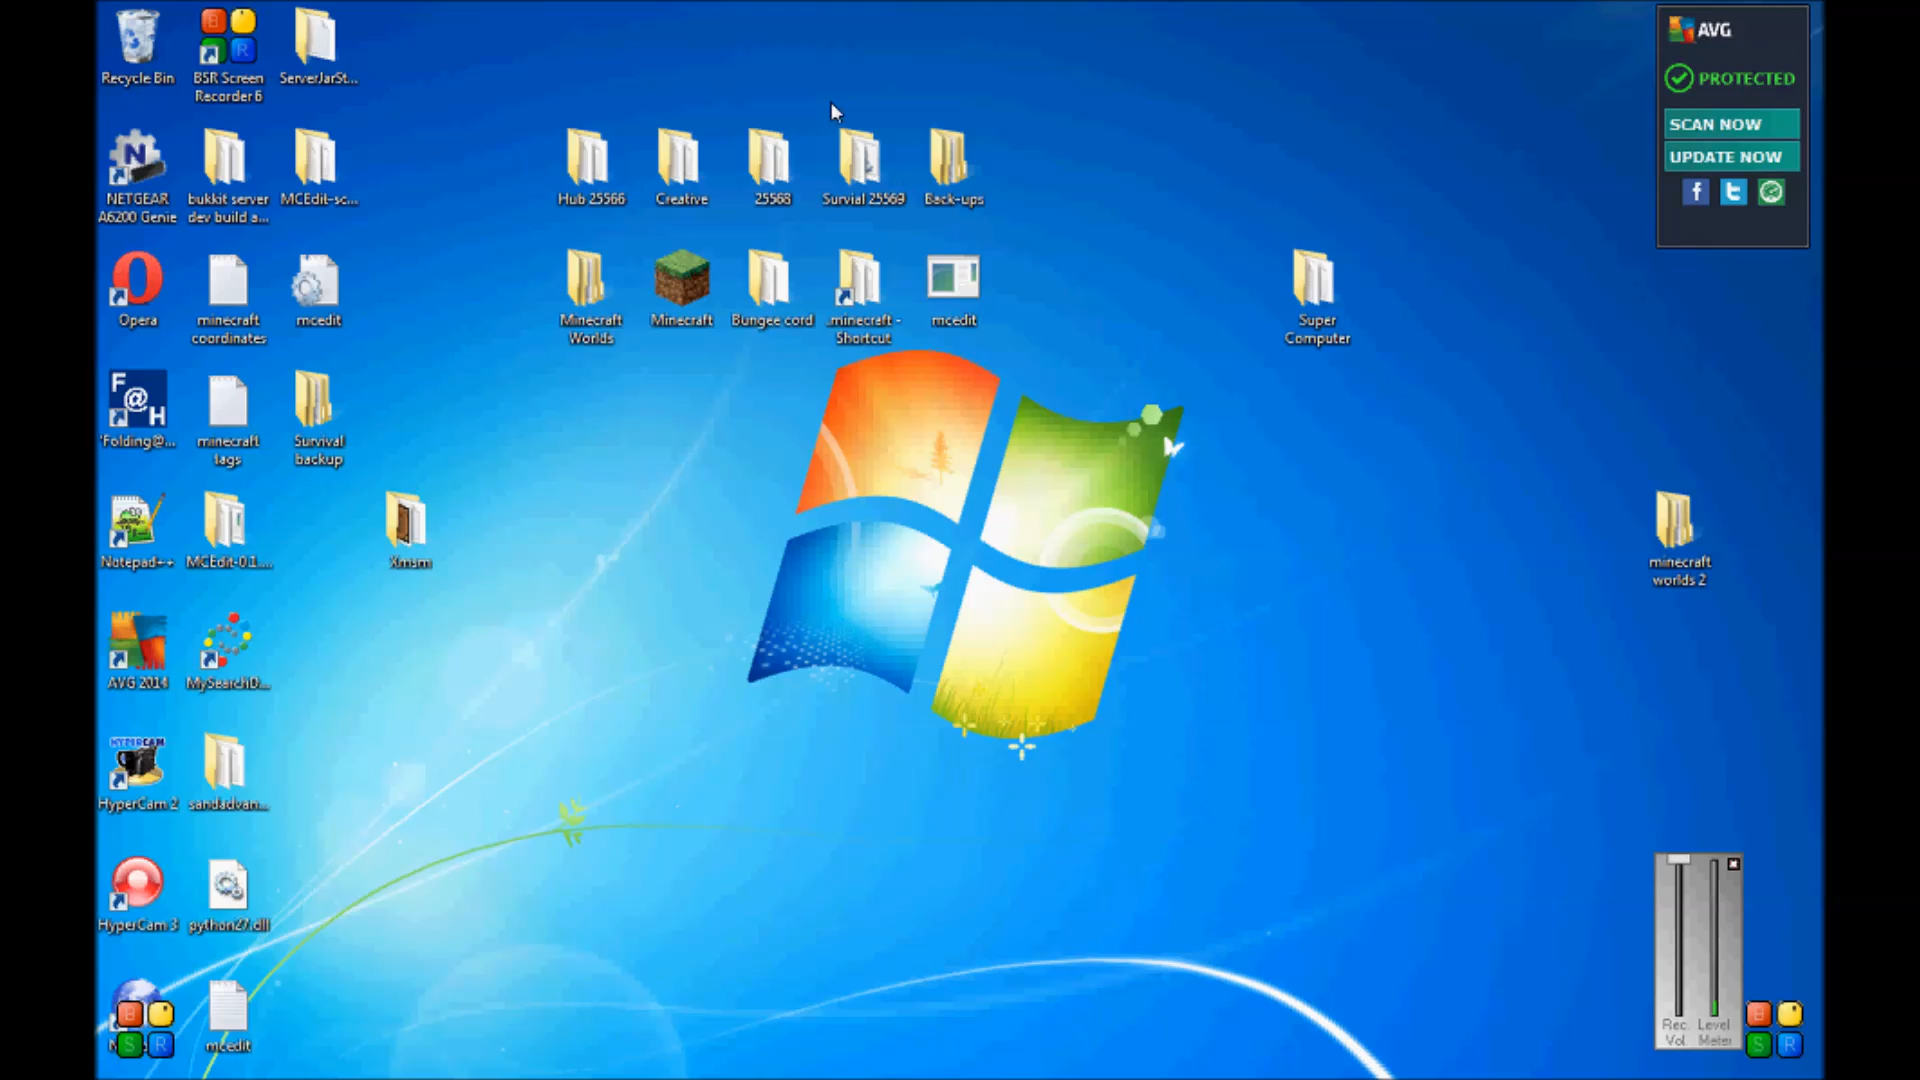 Recycle Bin
BSR Screen
Recorder 6
ServerJarSt...
AVG
PROTECTED
SCAN NOW
UPDATE NOW
NETGEAR
A6200 Genie
bukkit server
dev build a...
MCEdit-sc...
Hub 25566
Creative
25568
Survial 25569
Back-ups
Opera
minecraft
coordinates
mcedit
Minecraft
Worlds
Minecraft
Bungee cord
.minecraft -
Shortcut
mcedit
Super
Computer
'Folding@...
minecraft
tags
Survival
backup
Notepad++
MCEdit-0.1....
Xmsm
minecraft
worlds 2
AVG 2014
MySearchD...
HyperCam 2
sandadvan...
HyperCam 3
python27.dll
mcedit
Rec. Level
Vol. Meter
B
S R
B
S R